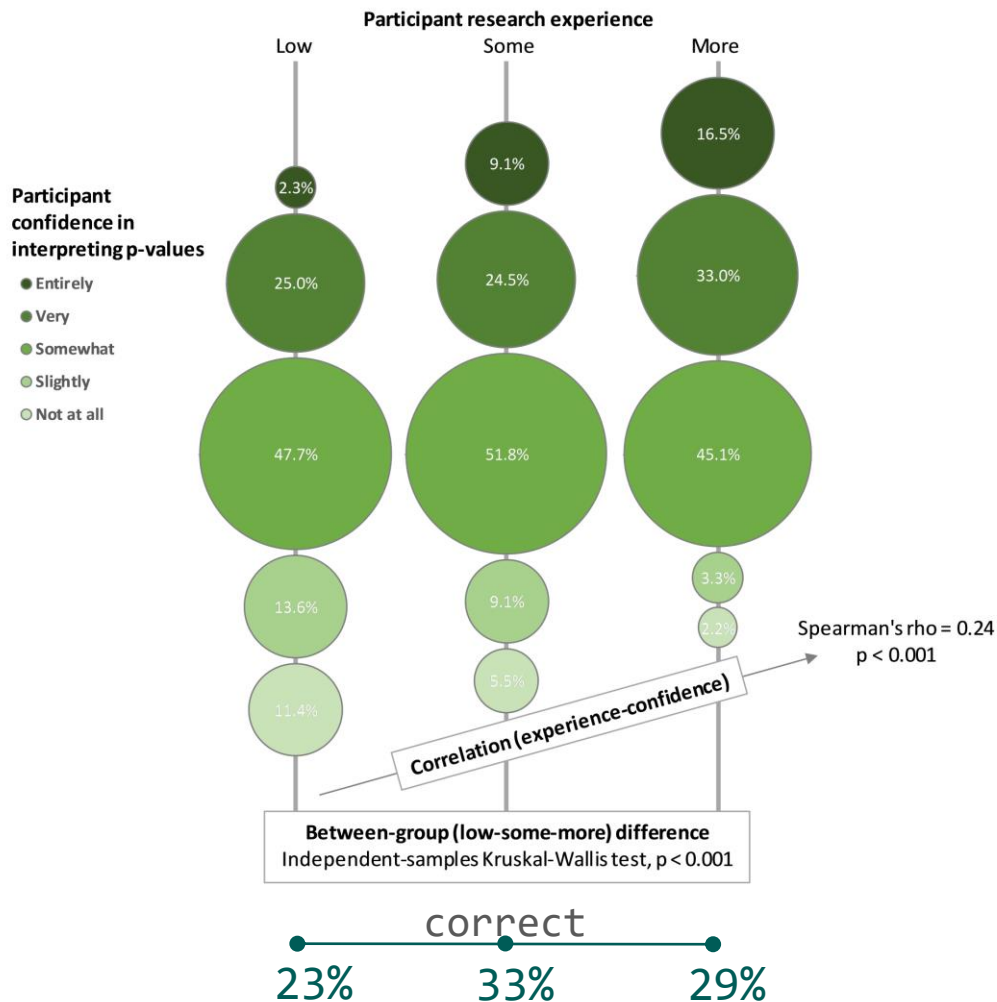 Participant research experience
Low
Some
More
16.5%
9.1%
2.3%
Participant
confidence in
interpreting p-values
Entirely
Very
Somewhat
Slightly
Not at all
25.0%
24.5%
33.0%
47.7%
51.8%
45.1%
13.6%
9.1%
3.3%
2.2%
11.4%
5.5%
Spearman's rho = 0.24
p < 0.001
Correlation (experience-confidence)
Between-group (low-some-more) difference
Independent-samples Kruskal-Wallis test, p < 0.001
correct
23%
33%
29%